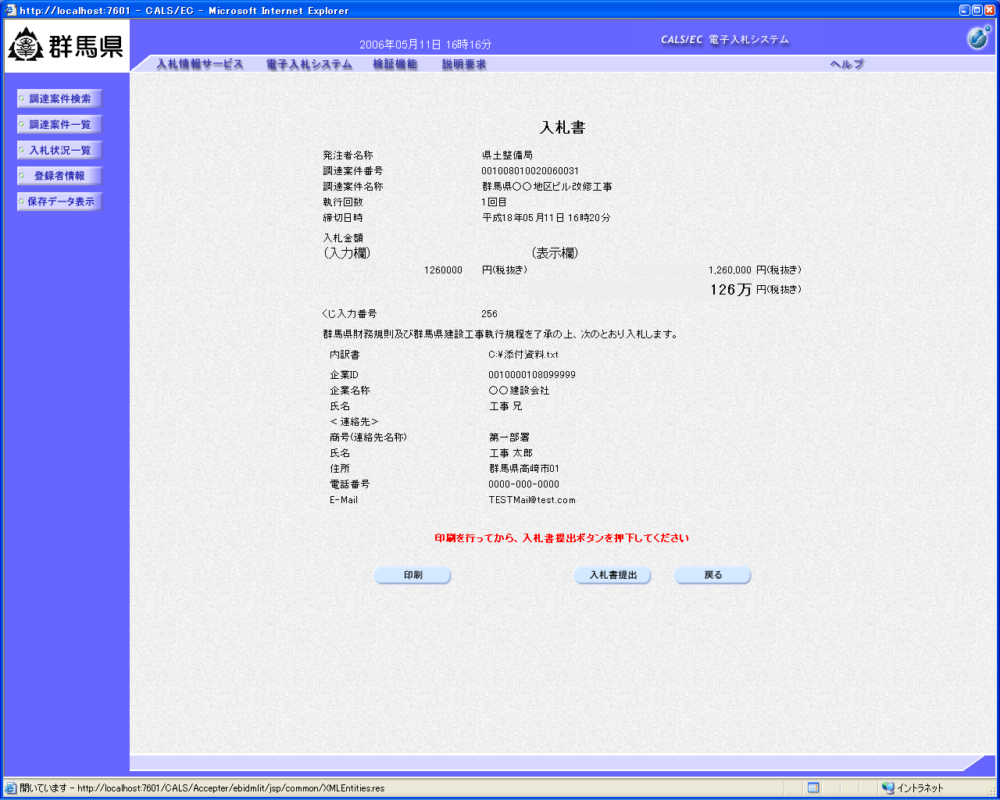 http://localhost:7601 - CALS/EC - Microsoft Internet Explorer
群馬県
2006年05月11日 16時16分
CALS/EC 電子入札システム
入札情報サービス 電子入札システム 検証機能 説明要求 ヘルプ
調達案件検索
調達案件一覧
入札状況一覧
登録者情報
保存データ表示
入札書
発注者名称 県土整備局
調達案件番号 001008010020060031
調達案件名称 群馬県〇〇地区ビル改修工事
執行回数 1回目
締切日時 平成18年05月11日 16時20分
入札金額
(入力欄) (表示欄)
1260000 円(税抜き) 1,260,000 円(税抜き)
126万 円(税抜き)
くじ入力番号 256
群馬県財務規則及び群馬県建設工事執行規程を了承の上、次のとおり入札します。
内訳書 C:¥添付資料.txt
企業ID 0010000108099999
企業名称 〇〇建設会社
氏名 工事 兄
＜連絡先＞
商号(連絡先名称) 第一部署
氏名 工事 太郎
住所 群馬県高崎市01
電話番号 0000-000-0000
E-Mail TESTMail@test.com
印刷を行ってから、入札書提出ボタンを押下してください
印刷 入札書提出 戻る
開いています - http://localhost:7601/CALS/Accepter/ebidmlit/jsp/common/XMLEntities.res イントラネット